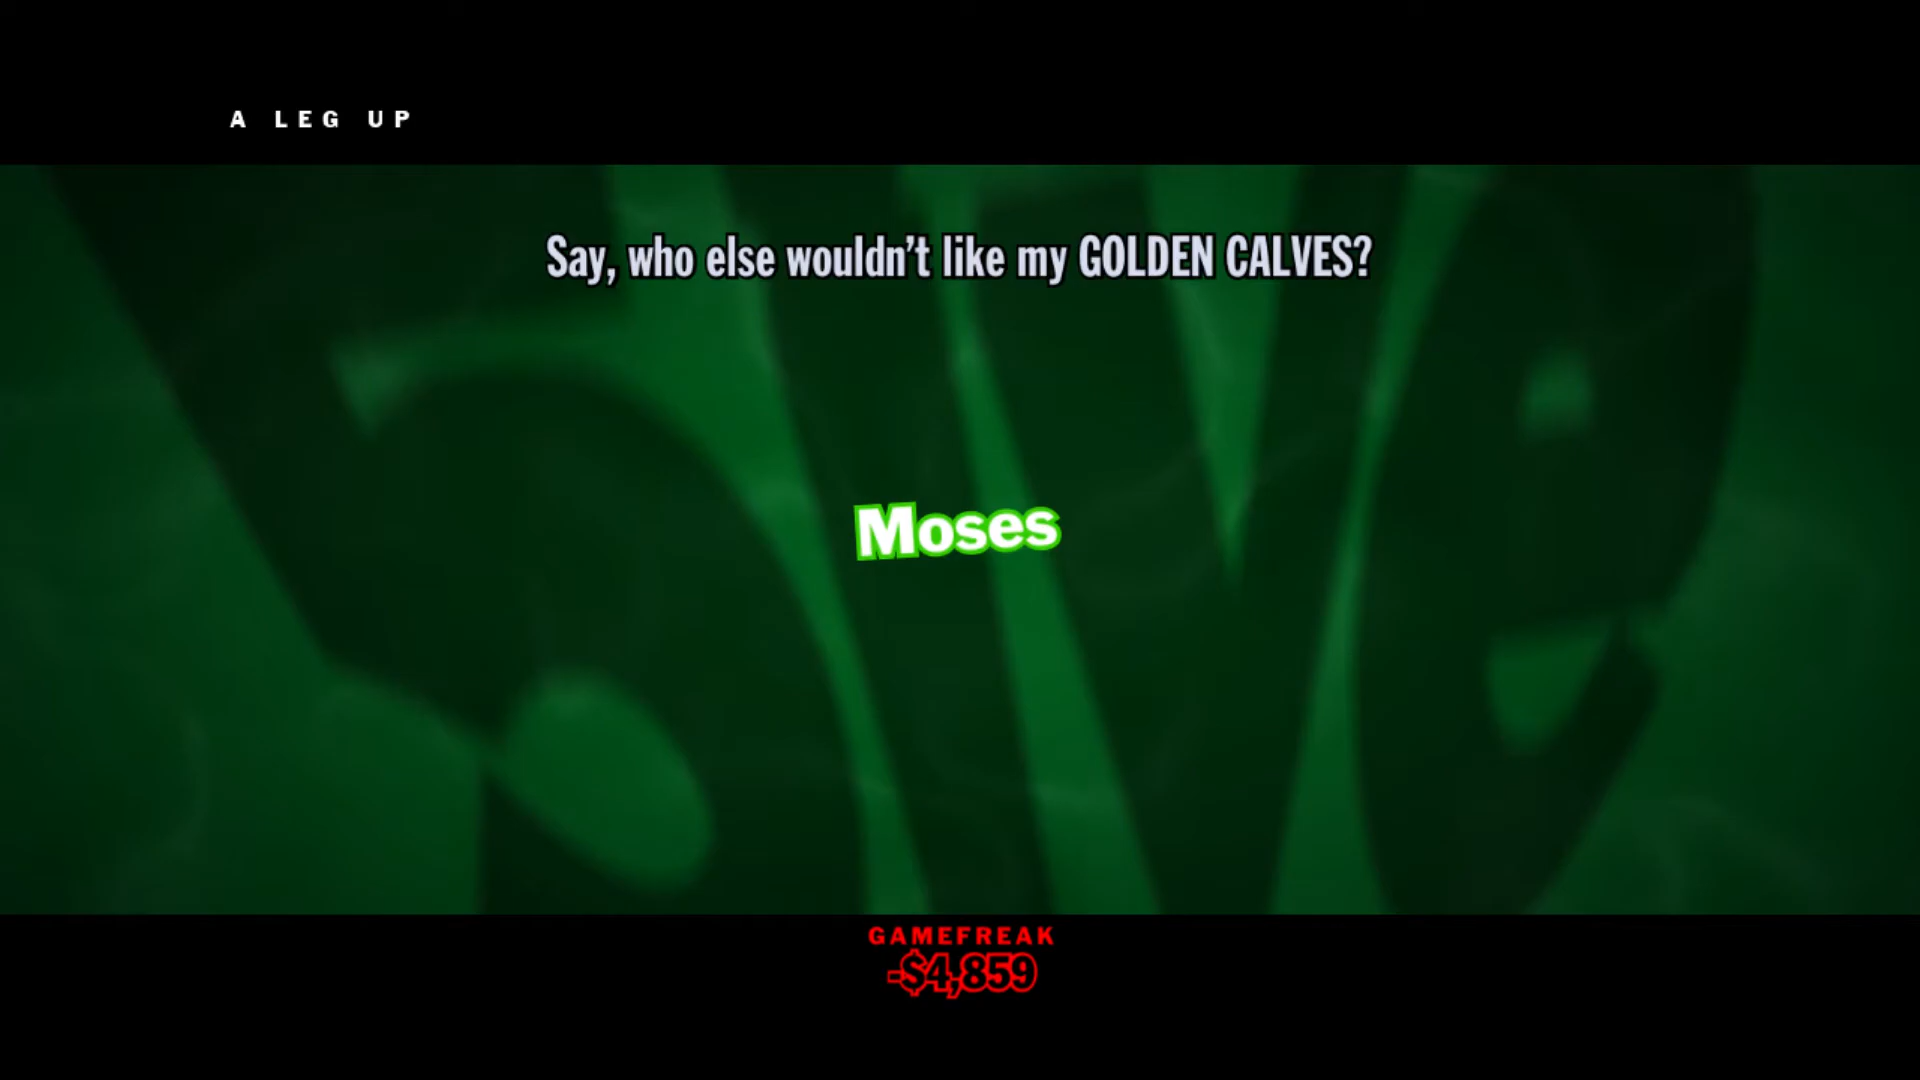 A LEG UP
Say, who else wouldn't like my GOLDEN CALVES?
Moses
GAMEFREAK
-$4,859